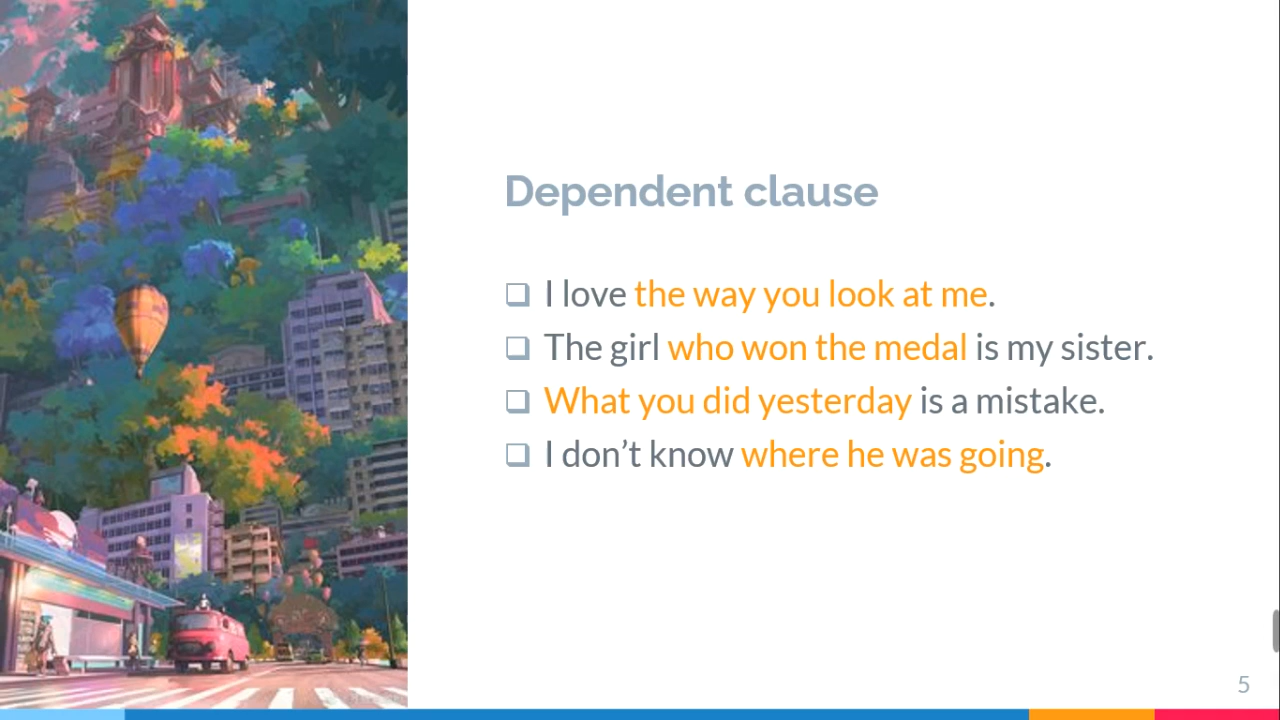 Dependent clause
❑ I love the way you look at me.
❑ The girl who won the medal is my sister.
❑ What you did yesterday is a mistake.
❑ I don’t know where he was going.
5